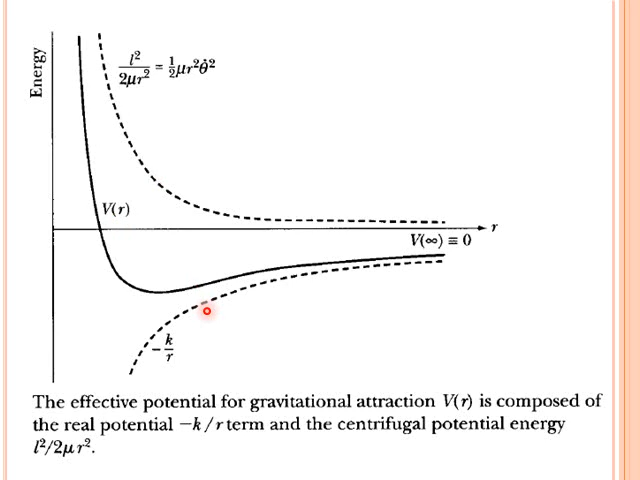 Energy
l²/2μr² = ½μr²θ̇²
V(r)
r
V(∞) ≡ 0
−k/r
The effective potential for gravitational attraction V(r) is composed of
the real potential −k/r term and the centrifugal potential energy
l²/2μr².